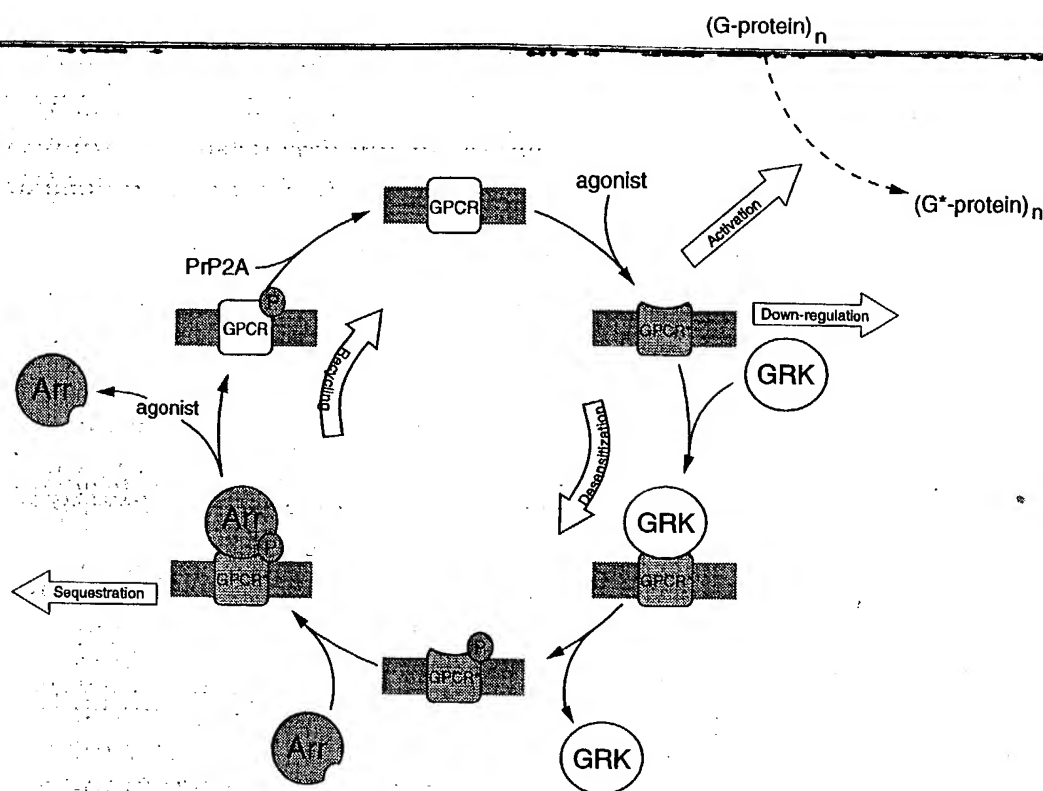 (G-protein)n
agonist
GPCR
Activation
(G*-protein)n
PrP2A
P
GPCR
GPCR*
Down-regulation
GRK
Recycling
Arr
agonist
Desensitization
Arr
P
GPCR*
GRK
GPCR*
Sequestration
P
GPCR*
Arr
GRK